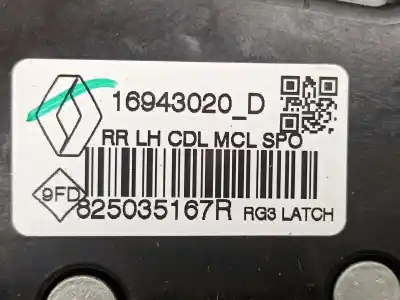 16943020_D
RR LH CDL MCL SPO
9FD
825035167R RG3 LATCH